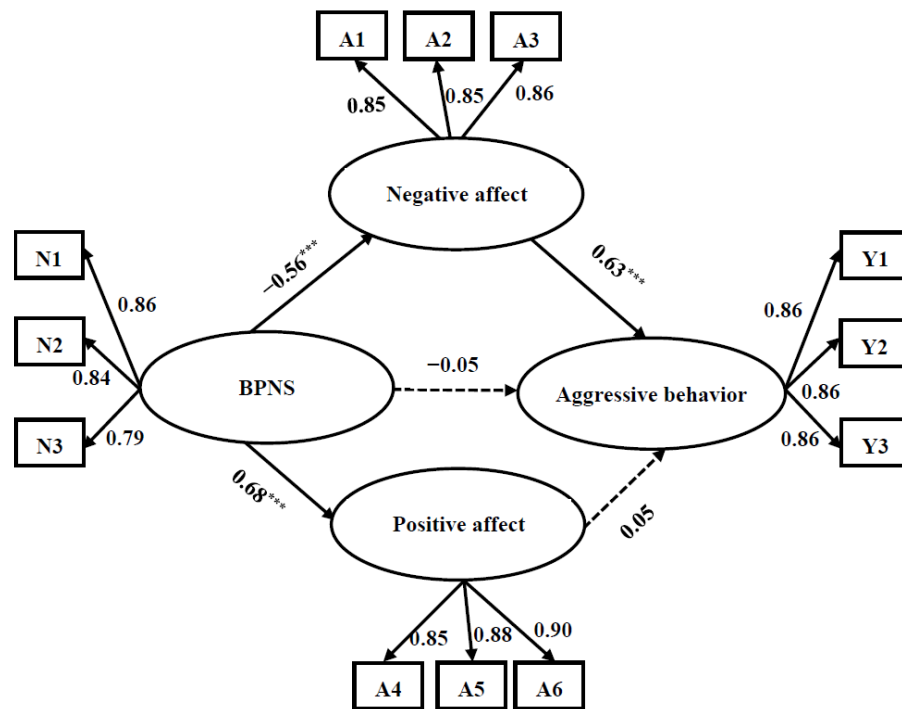 A1 A2 A3
0.85 0.85 0.86
Negative affect
N1 Y1
−0.56*** 0.63***
0.86 0.86
N2 Y2
−0.05
0.84 BPNS Aggressive behavior 0.86
N3 0.79 0.86 Y3
0.68*** 0.05
Positive affect
0.85 0.88 0.90
A4 A5 A6